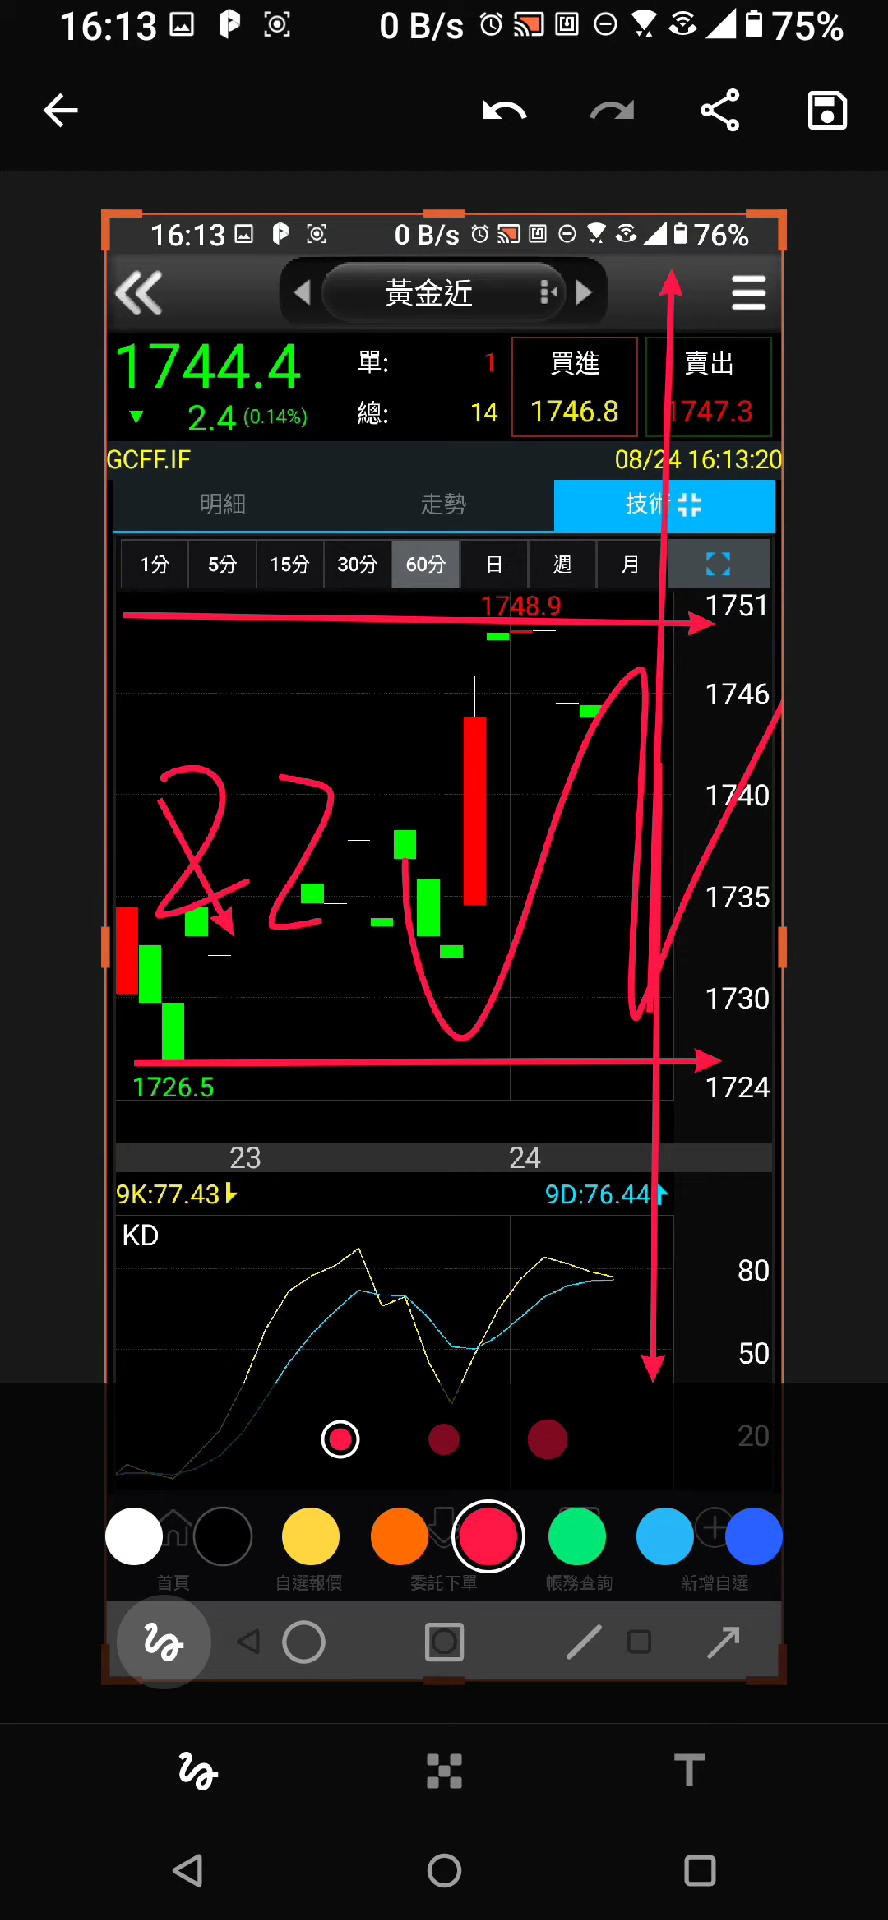 16:13 0 B/s 75%
16:13 0 B/s 76%
黃金近
1744.4 單: 1 買進 賣出
2.4 (0.14%) 總: 14 1746.8 1747.3
GCFF.IF 08/24 16:13:20
明細 走勢 技術
1分 5分 15分 30分 60分 日 週 月
1748.9 1751
1746
1740
1735
1730
1726.5 1724
23 24
9K:77.43 9D:76.44
KD
80
50
20
首頁 自選報價 委託下單 帳務查詢 新增自選
T